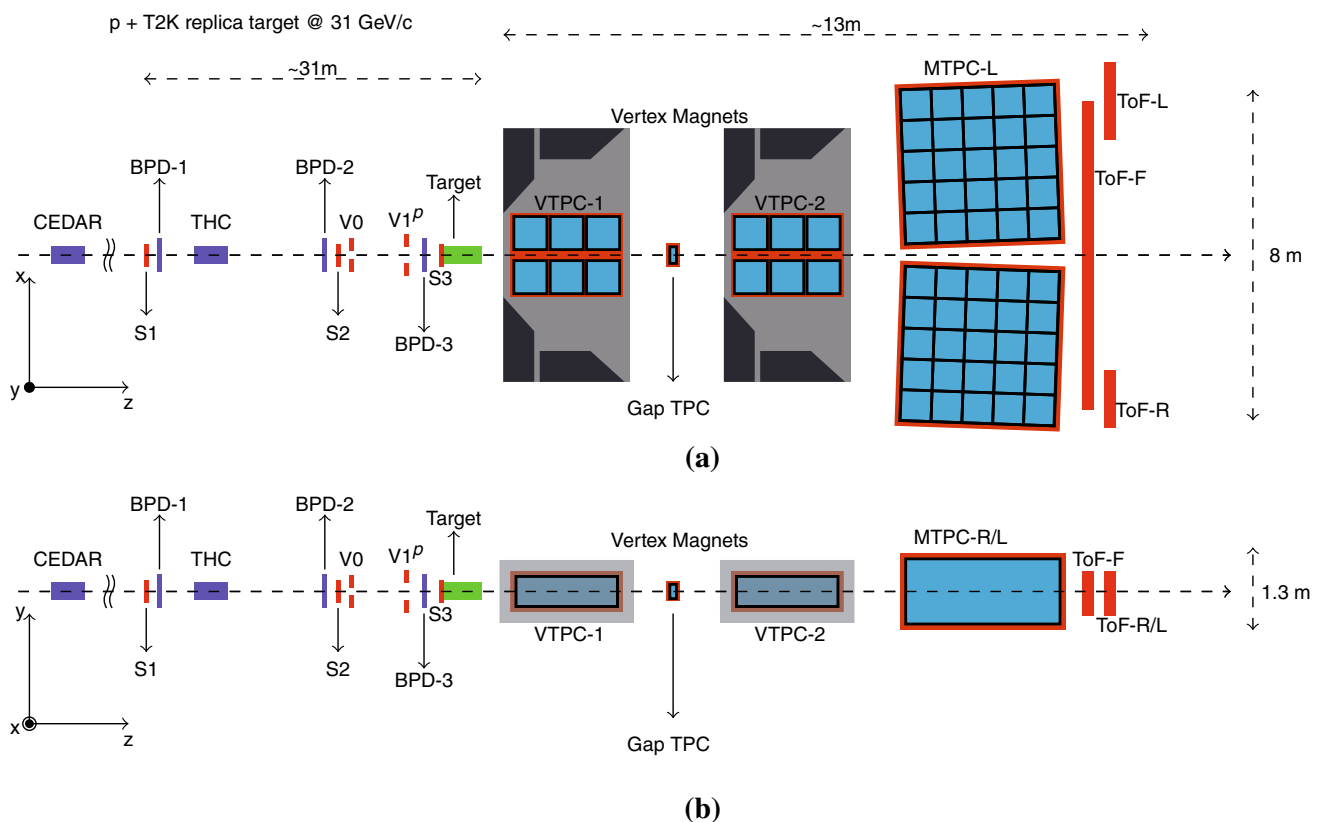 p + T2K replica target @ 31 GeV/c
~13m
~31m
MTPC-L
Vertex Magnets
ToF-L
BPD-1
BPD-2
Target
ToF-F
CEDAR
THC
V0
V1p
VTPC-1
VTPC-2
x
S3
8 m
S1
S2
BPD-3
y
z
Gap TPC
ToF-R
(a)
BPD-1
BPD-2
Target
Vertex Magnets
MTPC-R/L
CEDAR
THC
V0
V1p
ToF-F
y
S3
1.3 m
VTPC-1
VTPC-2
ToF-R/L
S1
S2
BPD-3
x
z
Gap TPC
(b)